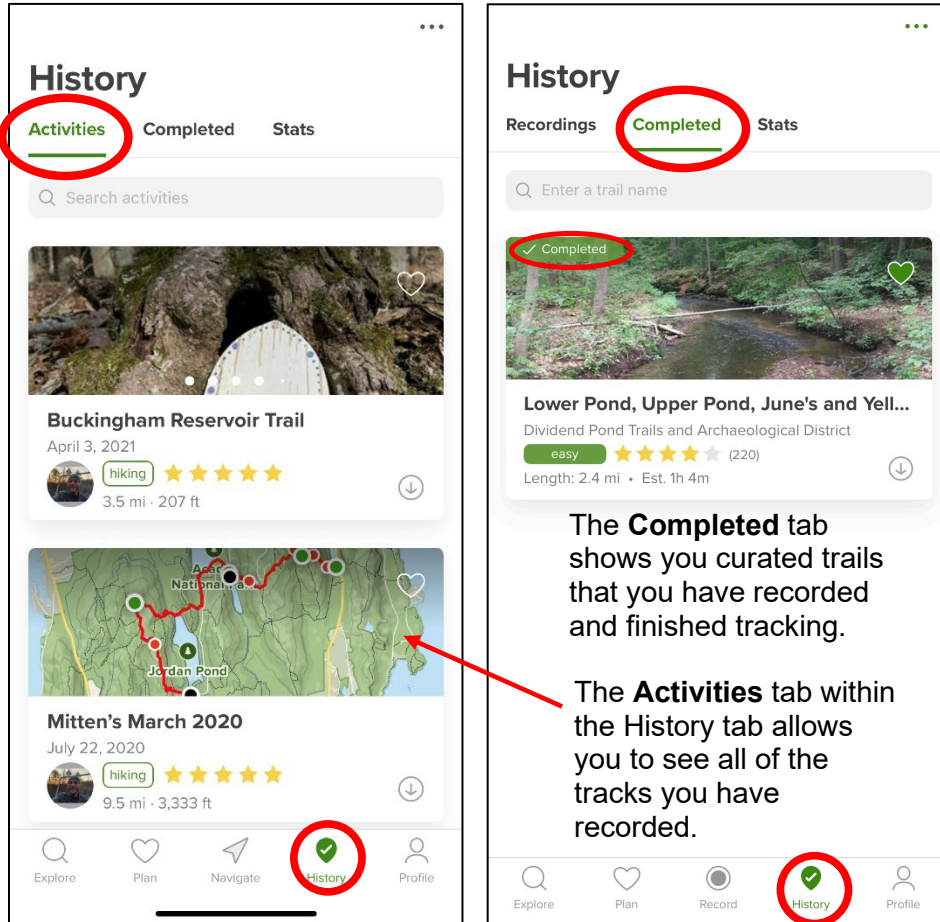 History
Activities Completed Stats
Search activities
Buckingham Reservoir Trail
April 3, 2021
hiking
3.5 mi · 207 ft
National
Jordan Pond
Mitten's March 2020
July 22, 2020
hiking
9.5 mi · 3,333 ft
Explore Plan Navigate History Profile
History
Recordings Completed Stats
Enter a trail name
Completed
Lower Pond, Upper Pond, June's and Yell...
Dividend Pond Trails and Archaeological District
easy (220)
Length: 2.4 mi • Est. 1h 4m
The Completed tab
shows you curated trails
that you have recorded
and finished tracking.
The Activities tab within
the History tab allows
you to see all of the
tracks you have
recorded.
Explore Plan Record History Profile